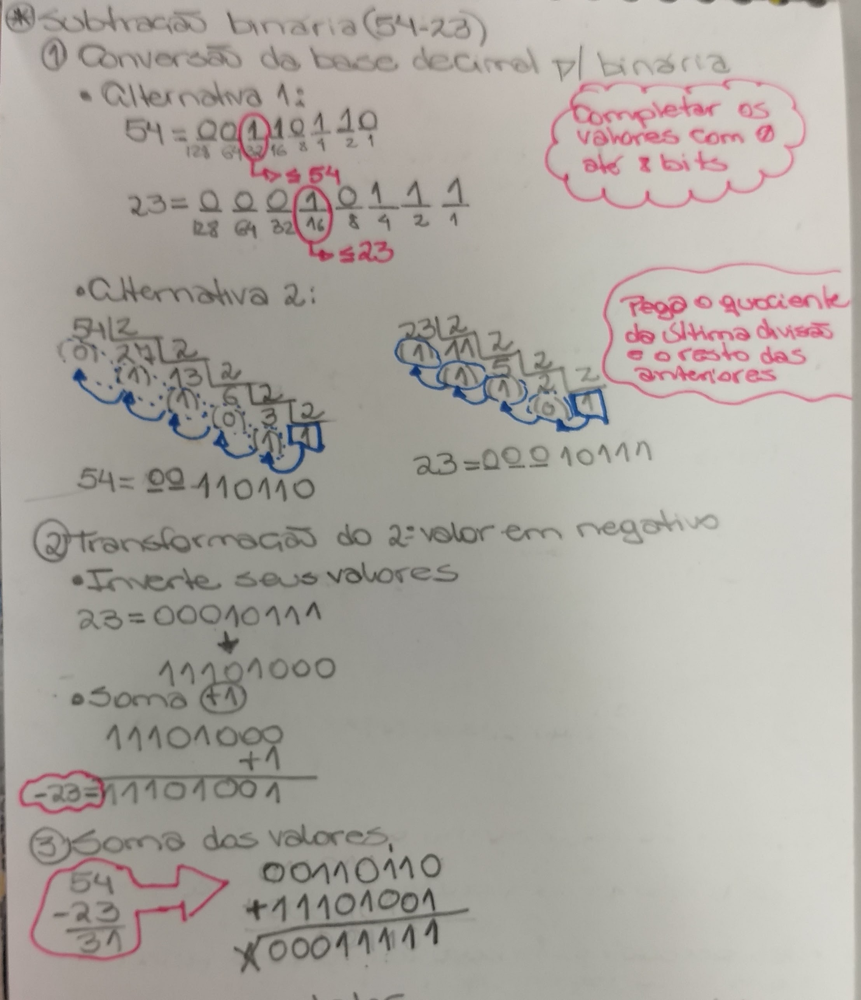 * Subtração binária (54-23)
① Conversão da base decimal p/ binária
• Alternativa 1:
54 = 0 0 1 1 0 1 1 0
128 64 32 16 8 4 2 1
↳ ≤ 54
23 = 0 0 0 1 0 1 1 1
128 64 32 16 8 4 2 1
↳ ≤ 23
Completar os
valores com 0
até 8 bits
• Alternativa 2:
54 2
(0) 27 2
(1) 13 2
(1) 6 2
(0) 3 2
(1) 1
54 = 00110110
23 2
(1) 11 2
(1) 5 2
(1) 2 2
(0) 1
23 = 00010111
Pega o quociente
da última divisão
e o resto das
anteriores
② Transformação do 2º valor em negativo
• Inverte seus valores
23 = 00010111
↓
11101000
• Soma +1
11101000
+1
-23 = 11101001
③ Soma dos valores
54
-23
31
00110110
+11101001
00011111